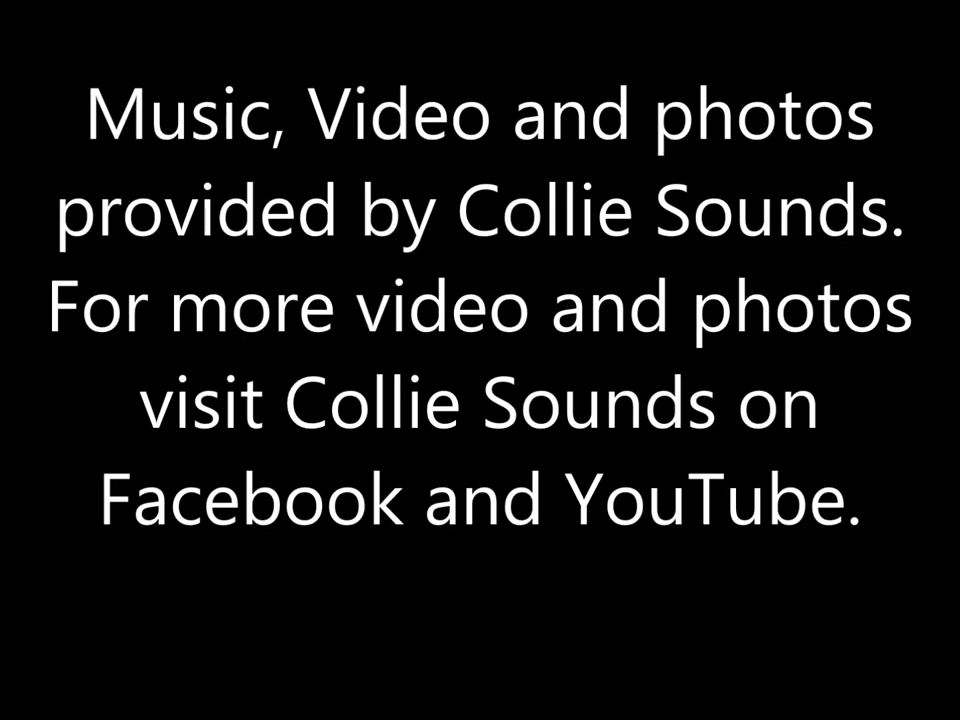 Music, Video and photos
provided by Collie Sounds.
For more video and photos
visit Collie Sounds on
Facebook and YouTube.